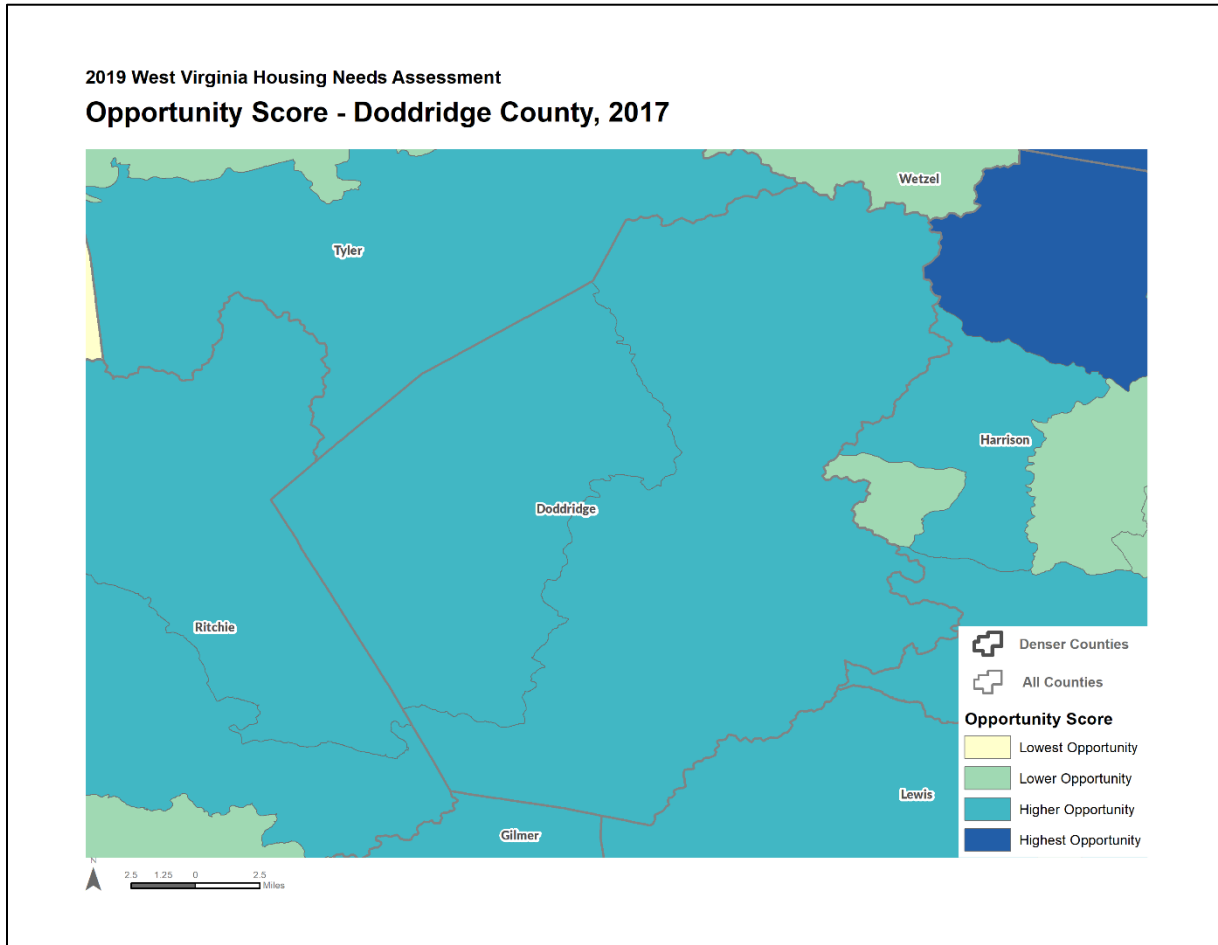 2019 West Virginia Housing Needs Assessment
Opportunity Score - Doddridge County, 2017
Wetzel
Tyler
Harrison
Doddridge
Ritchie
Lewis
Gilmer
Denser Counties
All Counties
Opportunity Score
Lowest Opportunity
Lower Opportunity
Higher Opportunity
Highest Opportunity
N
2.5 1.25 0 2.5
Miles